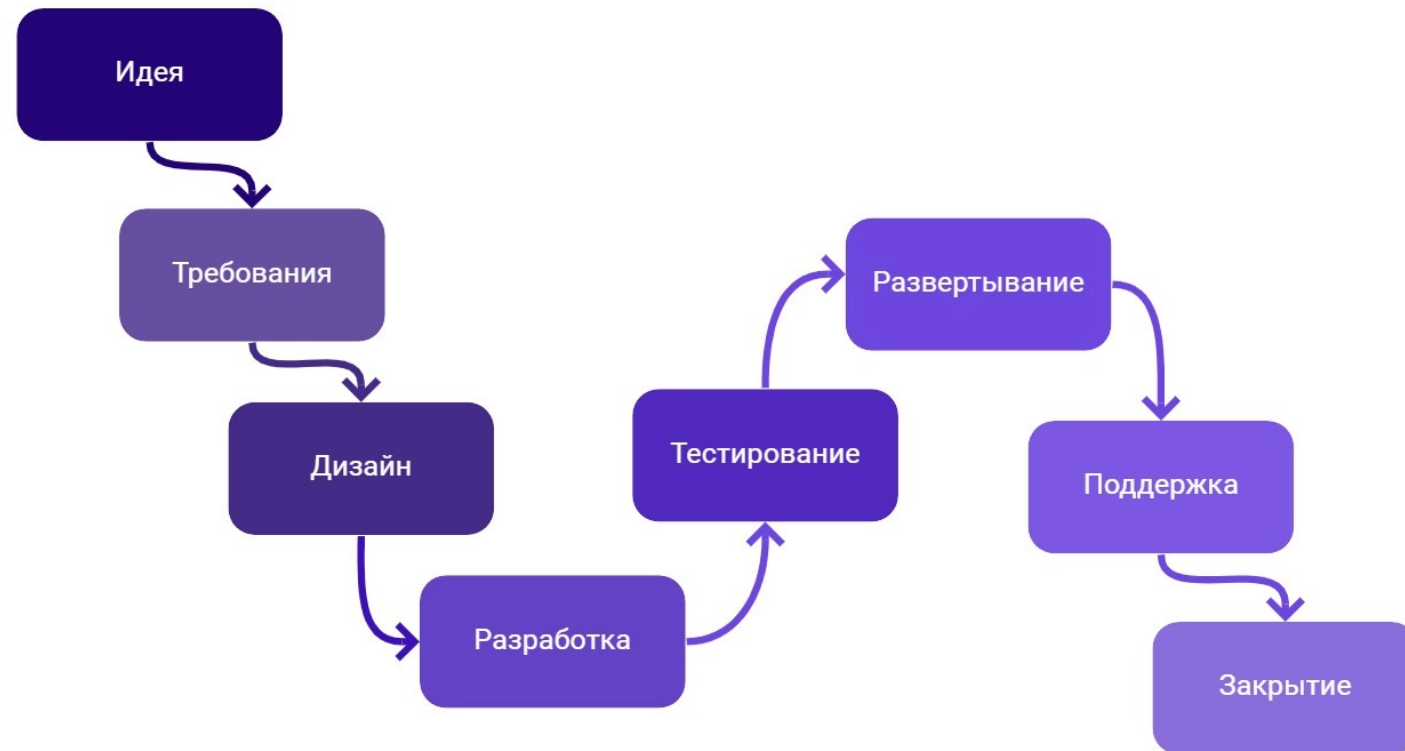 Идея
Требования
Дизайн
Разработка
Тестирование
Развертывание
Поддержка
Закрытие